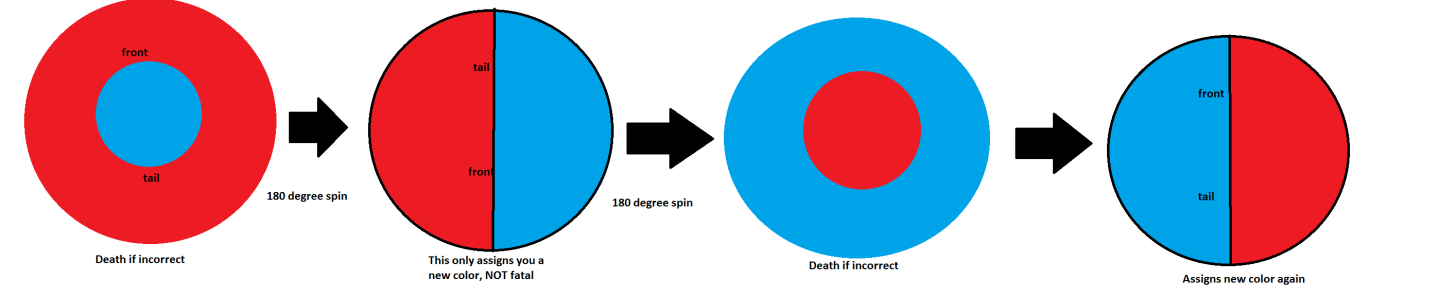 front
tail
Death if incorrect
180 degree spin
tail
front
This only assigns you a
new color, NOT fatal
180 degree spin
Death if incorrect
front
tail
Assigns new color again